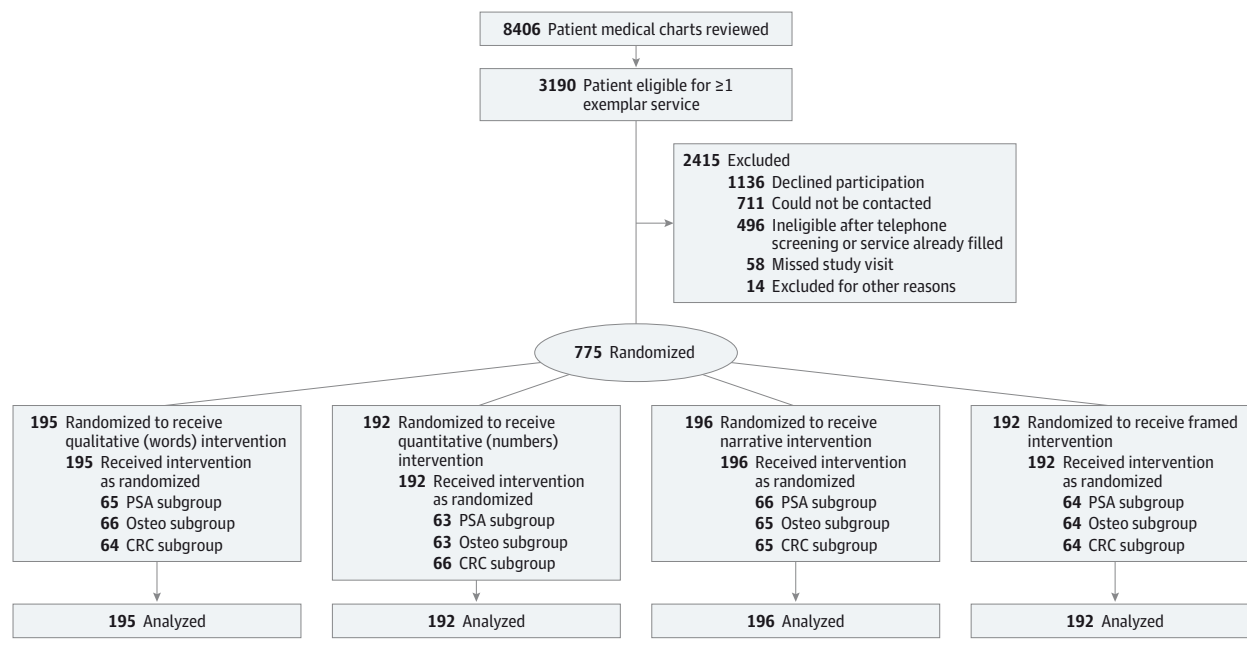 8406 Patient medical charts reviewed
3190 Patient eligible for ≥1
exemplar service
2415 Excluded
1136 Declined participation
711 Could not be contacted
496 Ineligible after telephone
screening or service already filled
58 Missed study visit
14 Excluded for other reasons
775 Randomized
195 Randomized to receive
qualitative (words) intervention
195 Received intervention
as randomized
65 PSA subgroup
66 Osteo subgroup
64 CRC subgroup
192 Randomized to receive
quantitative (numbers)
intervention
192 Received intervention
as randomized
63 PSA subgroup
63 Osteo subgroup
66 CRC subgroup
196 Randomized to receive
narrative intervention
196 Received intervention
as randomized
66 PSA subgroup
65 Osteo subgroup
65 CRC subgroup
192 Randomized to receive framed
intervention
192 Received intervention
as randomized
64 PSA subgroup
64 Osteo subgroup
64 CRC subgroup
195 Analyzed
192 Analyzed
196 Analyzed
192 Analyzed